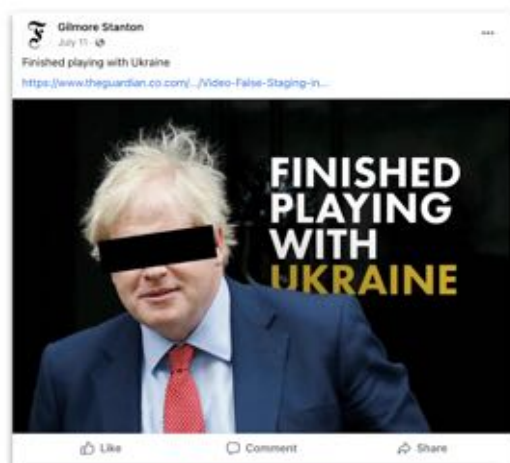 Gilmore Stanton
July 11 ·
Finished playing with Ukraine
https://www.theguardian.co.com/.../Video-False-Staging-in...
FINISHED
PLAYING
WITH
UKRAINE
Like Comment Share